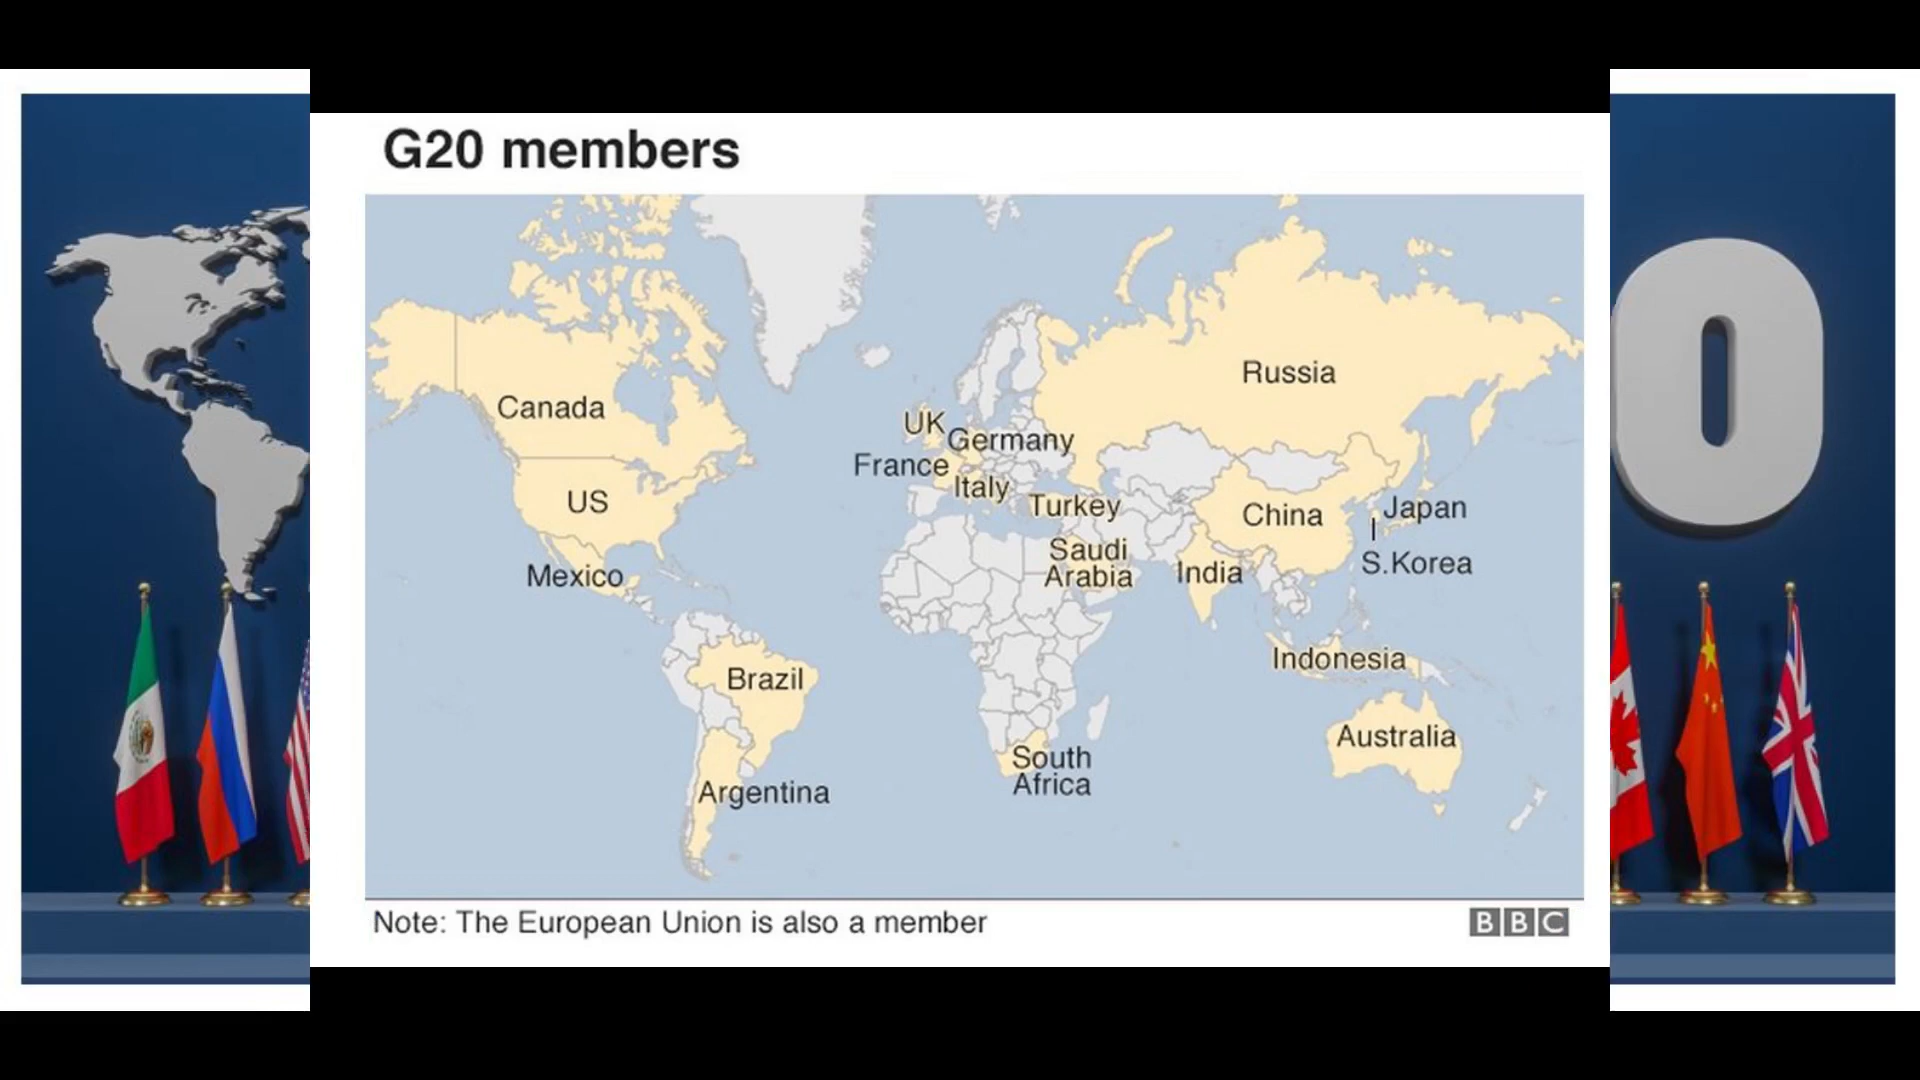 G20 members
Russia
Canada
UK
Germany
France
Italy
US
Turkey
China
Japan
Saudi
Arabia
India
S.Korea
Mexico
Indonesia
Brazil
Australia
South
Africa
Argentina
Note: The European Union is also a member
BBC
0